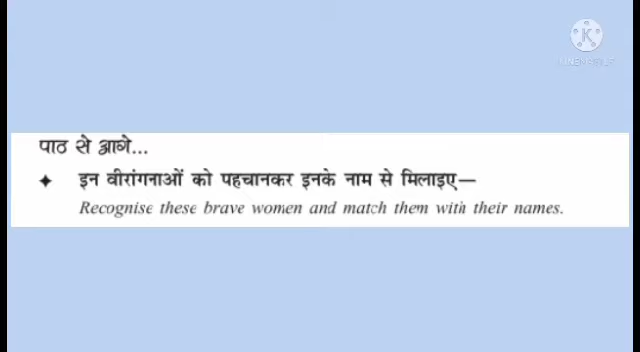 पाठ से आगे...
✦ इन वीरांगनाओं को पहचानकर इनके नाम से मिलाइए—
Recognise these brave women and match them with their names.
K